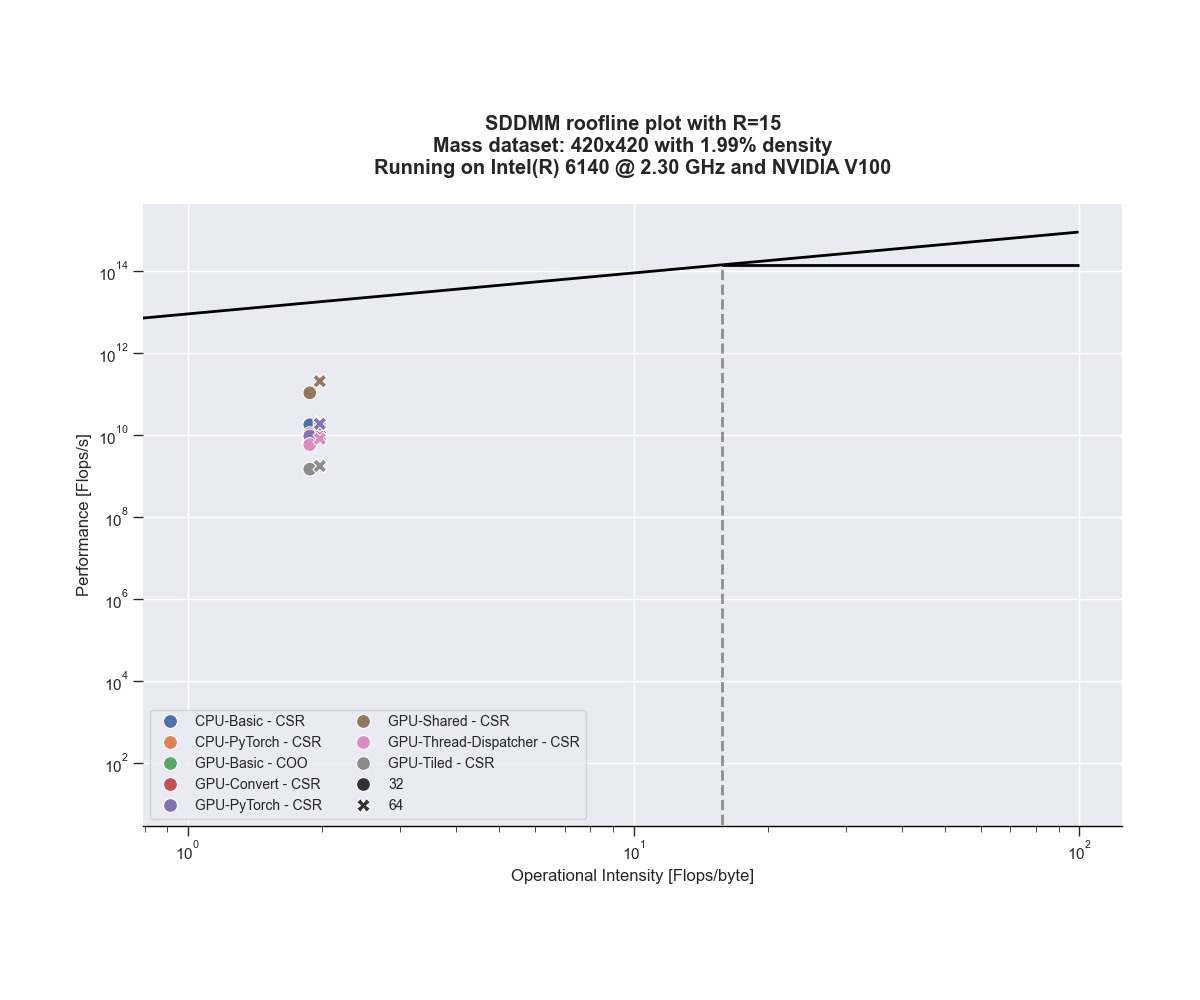 SDDMM roofline plot with R=15
Mass dataset: 420x420 with 1.99% density
Running on Intel(R) 6140 @ 2.30 GHz and NVIDIA V100
Performance [Flops/s]
10^14
10^12
10^10
10^8
10^6
10^4
10^2
CPU-Basic - CSR
CPU-PyTorch - CSR
GPU-Basic - COO
GPU-Convert - CSR
GPU-PyTorch - CSR
GPU-Shared - CSR
GPU-Thread-Dispatcher - CSR
GPU-Tiled - CSR
32
64
10^0 10^1 10^2
Operational Intensity [Flops/byte]